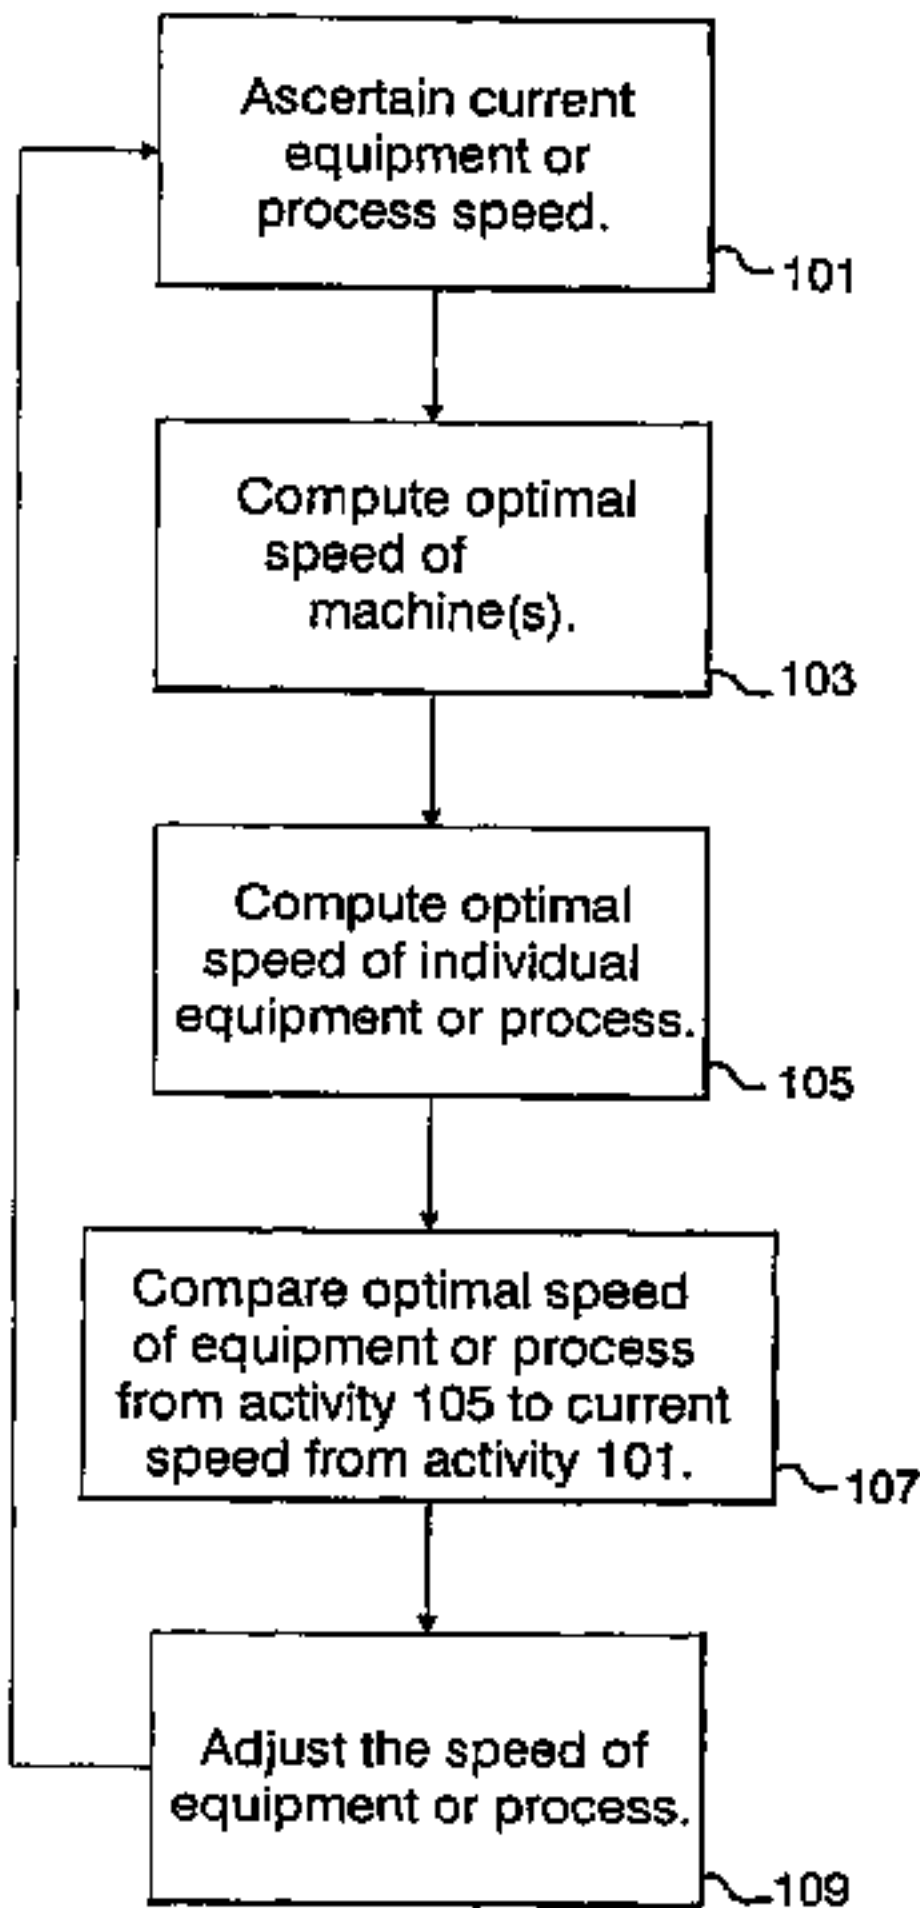 Ascertain current
equipment or
process speed.
101
Compute optimal
speed of
machine(s).
103
Compute optimal
speed of individual
equipment or process.
105
Compare optimal speed
of equipment or process
from activity 105 to current
speed from activity 101.
107
Adjust the speed of
equipment or process.
109